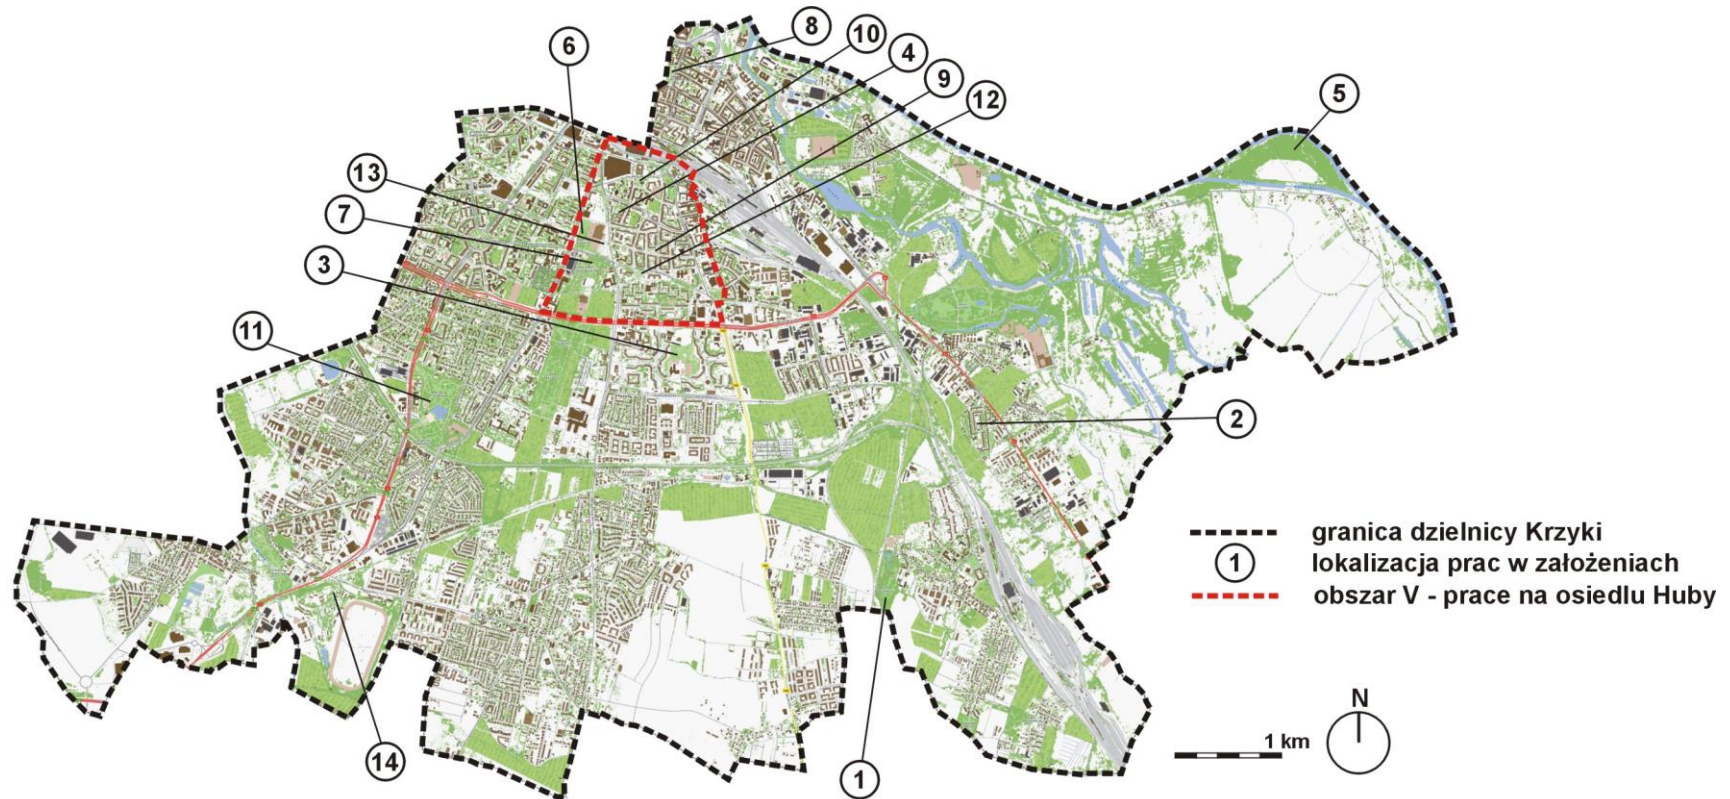 8
10
6
4
9
12
5
13
7
3
11
2
granica dzielnicy Krzyki
1 lokalizacja prac w założeniach
obszar V - prace na osiedlu Huby
N
1 km
14
1